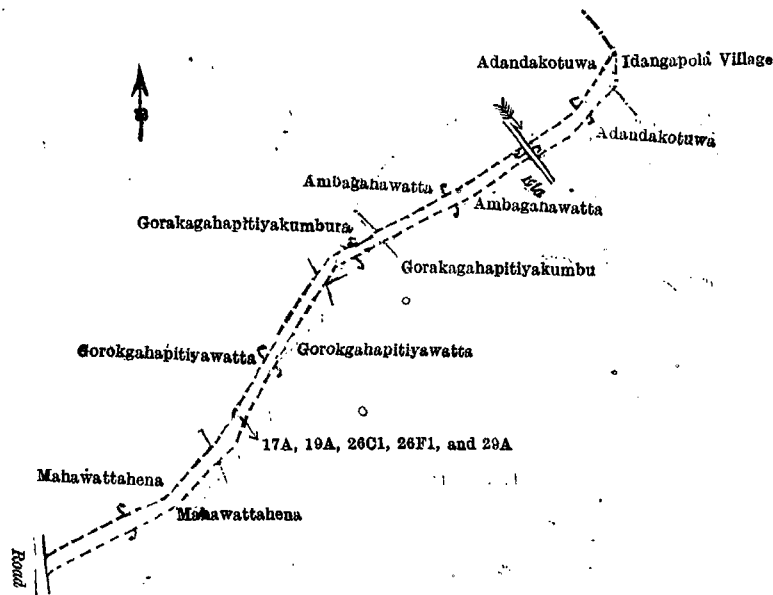 Adandakotuwa
Idangapola Village
Adandakotuwa
Ela
Ambagahawatta
Ambagahawatta
Gorakagahapitiyakumbura
Gorakagahapitiyakumbu
Gorokgahapitiyawatta
Gorokgahapitiyawatta
17A, 19A, 26C1, 26F1, and 29A
Mahawattahena
Mahawattahena
Road